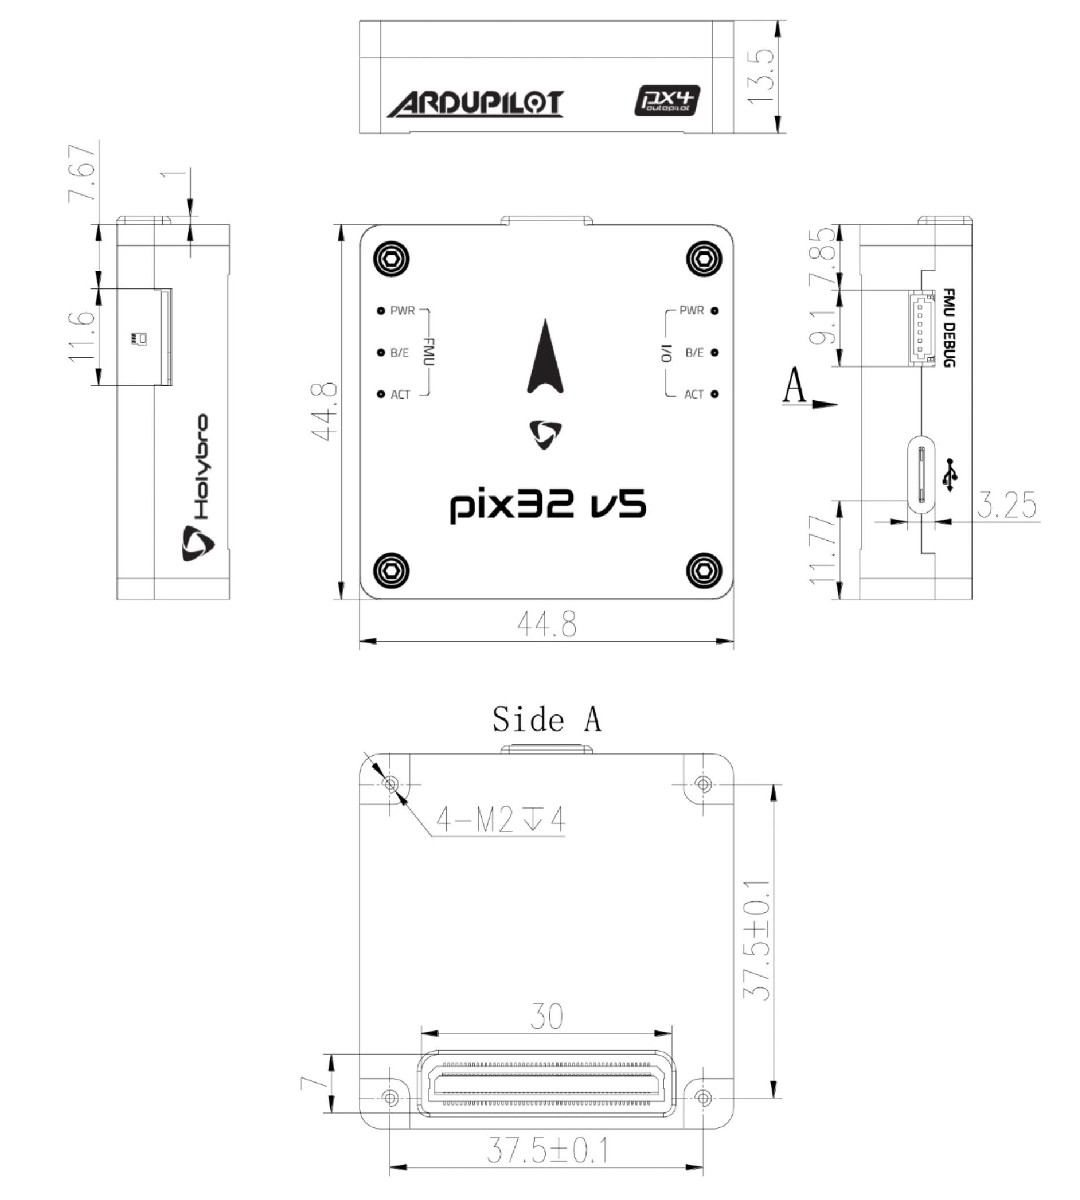 ARDUPILOT
px4
autopilot
13.5
7.67
1
11.6
Holybro
44.8
PWR
B/E
ACT
FMU
PWR
B/E
ACT
I/O
pix32 v5
44.8
7.85
9.1
FMU DEBUG
A
3.25
11.77
Side A
4-M2↧4
37.5±0.1
30
7
37.5±0.1